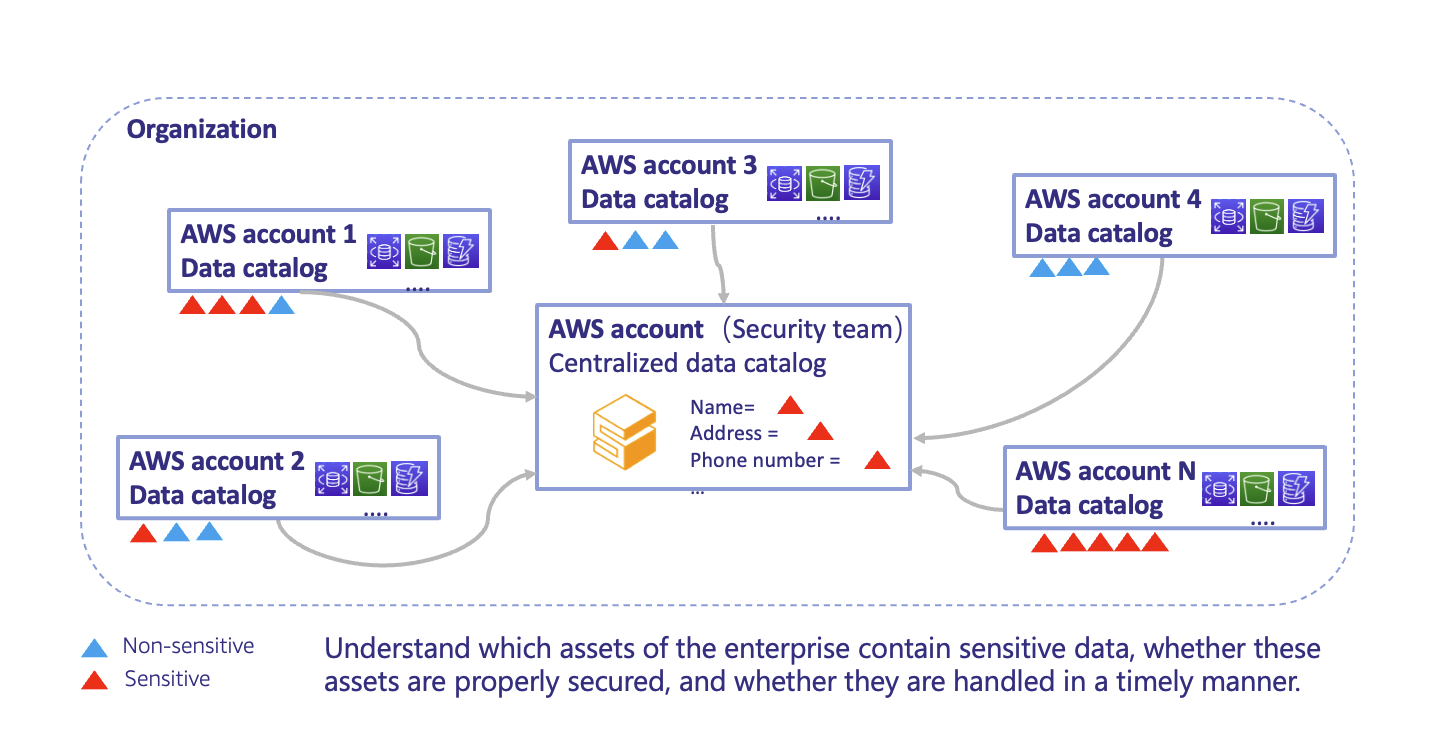 Organization
AWS account 1
Data catalog
....
AWS account 2
Data catalog
....
AWS account 3
Data catalog
....
AWS account 4
Data catalog
AWS account N
Data catalog
....
AWS account （Security team）
Centralized data catalog
Name=
Address =
Phone number =
...
Non-sensitive
Sensitive
Understand which assets of the enterprise contain sensitive data, whether these
assets are properly secured, and whether they are handled in a timely manner.